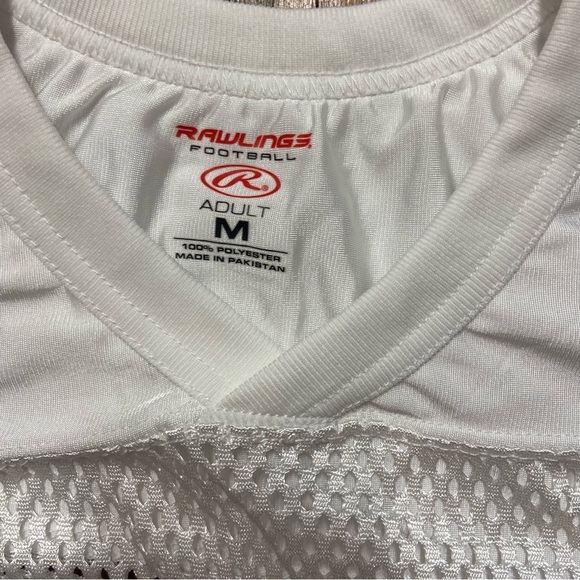 RAWLINGS®
FOOTBALL
R®
ADULT
M
100% POLYESTER
MADE IN PAKISTAN